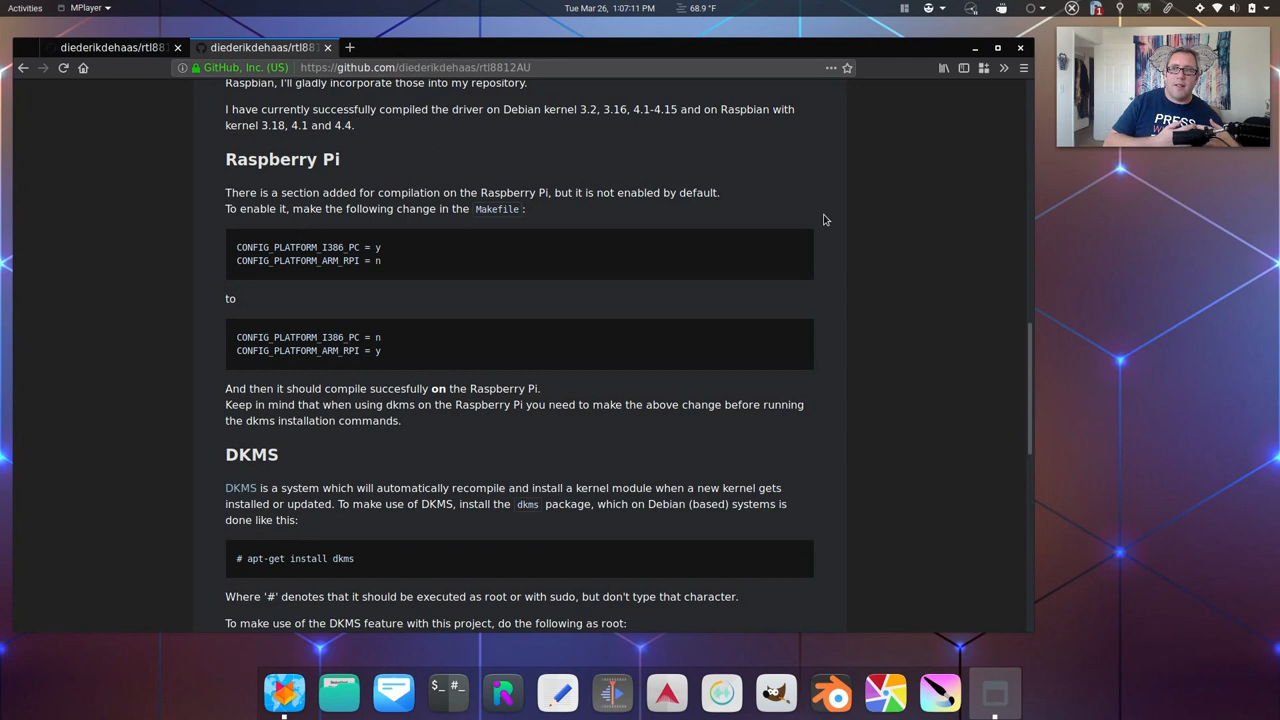 Activities MPlayer Tue Mar 26, 1:07:11 PM 68.9 °F
diederikdehaas/rtl8812 diederikdehaas/rtl881
GitHub, Inc. (US) https://github.com/diederikdehaas/rtl8812AU
Raspbian, I'll gladly incorporate those into my repository.
I have currently successfully compiled the driver on Debian kernel 3.2, 3.16, 4.1-4.15 and on Raspbian with
kernel 3.18, 4.1 and 4.4.
Raspberry Pi
There is a section added for compilation on the Raspberry Pi, but it is not enabled by default.
To enable it, make the following change in the Makefile:
CONFIG_PLATFORM_I386_PC = y
CONFIG_PLATFORM_ARM_RPI = n
to
CONFIG_PLATFORM_I386_PC = n
CONFIG_PLATFORM_ARM_RPI = y
And then it should compile succesfully on the Raspberry Pi.
Keep in mind that when using dkms on the Raspberry Pi you need to make the above change before running
the dkms installation commands.
DKMS
DKMS is a system which will automatically recompile and install a kernel module when a new kernel gets
installed or updated. To make use of DKMS, install the dkms package, which on Debian (based) systems is
done like this:
# apt-get install dkms
Where '#' denotes that it should be executed as root or with sudo, but don't type that character.
To make use of the DKMS feature with this project, do the following as root:
PRESS
$_ #_